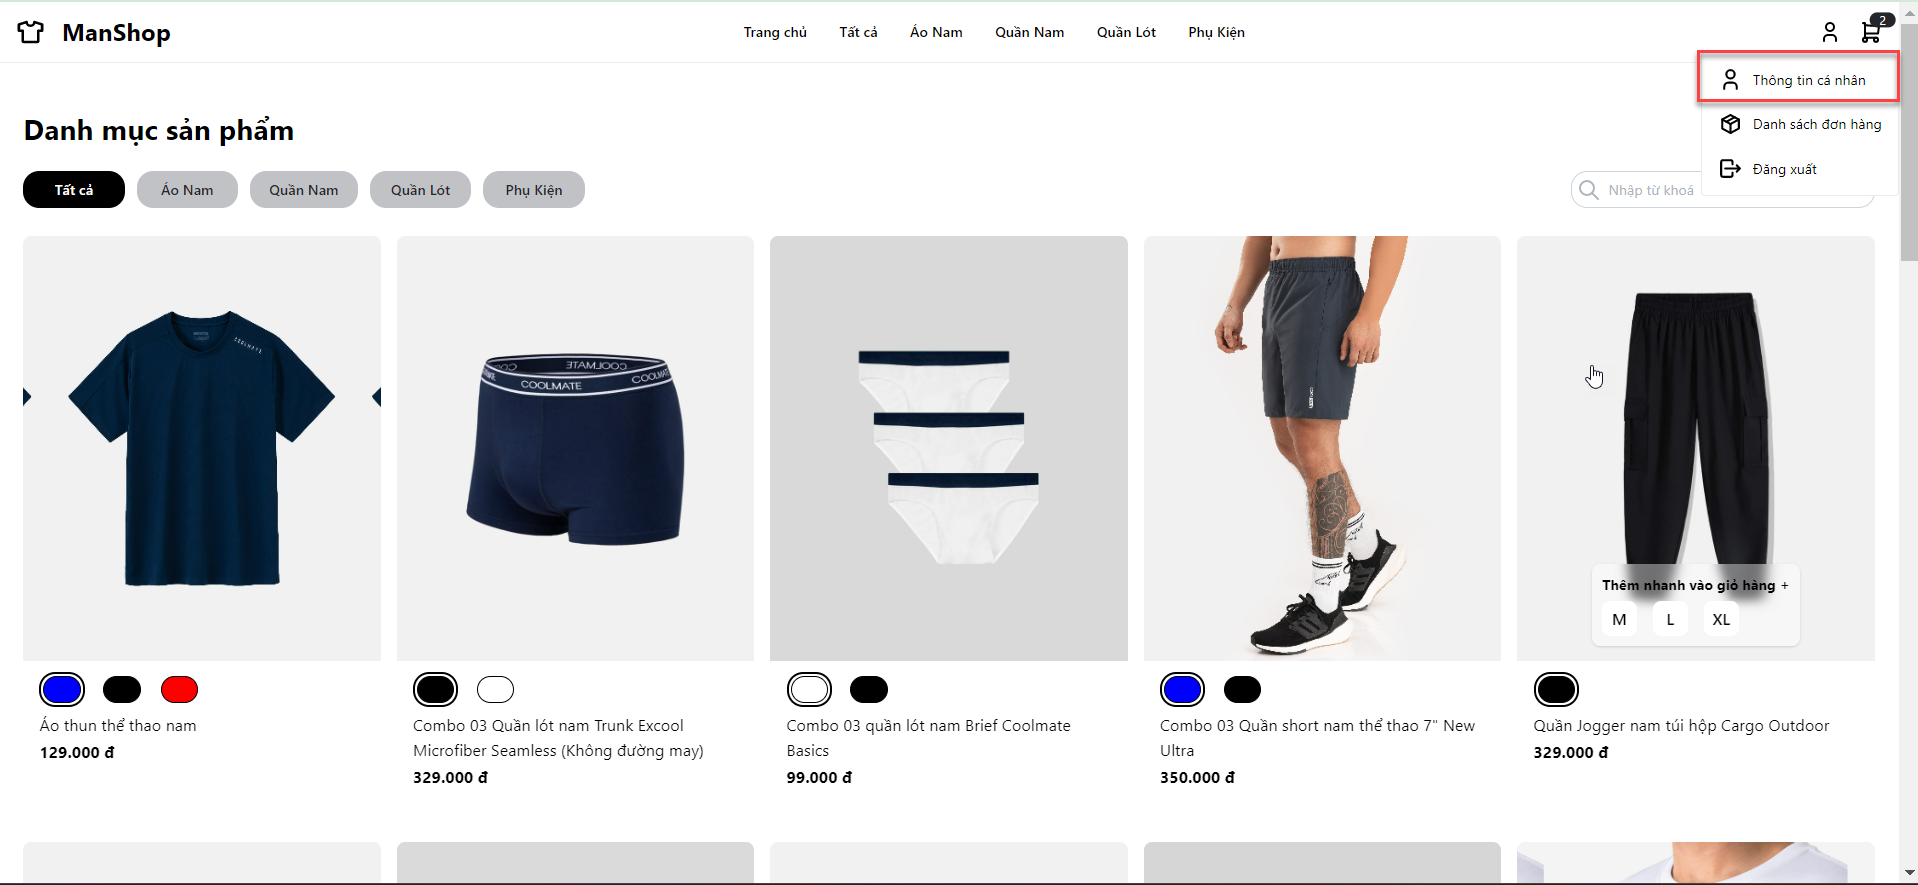 ManShop
Trang chủ
Tất cả
Áo Nam
Quần Nam
Quần Lót
Phụ Kiện
2
Thông tin cá nhân
Danh sách đơn hàng
Đăng xuất
Danh mục sản phẩm
Tất cả
Áo Nam
Quần Nam
Quần Lót
Phụ Kiện
Nhập từ khoá
COOLMATE
COOLMATE
COOLMATE
Thêm nhanh vào giỏ hàng +
M L XL
Áo thun thể thao nam
129.000 đ
Combo 03 Quần lót nam Trunk Excool
Microfiber Seamless (Không đường may)
329.000 đ
Combo 03 quần lót nam Brief Coolmate
Basics
99.000 đ
Combo 03 Quần short nam thể thao 7" New
Ultra
350.000 đ
Quần Jogger nam túi hộp Cargo Outdoor
329.000 đ